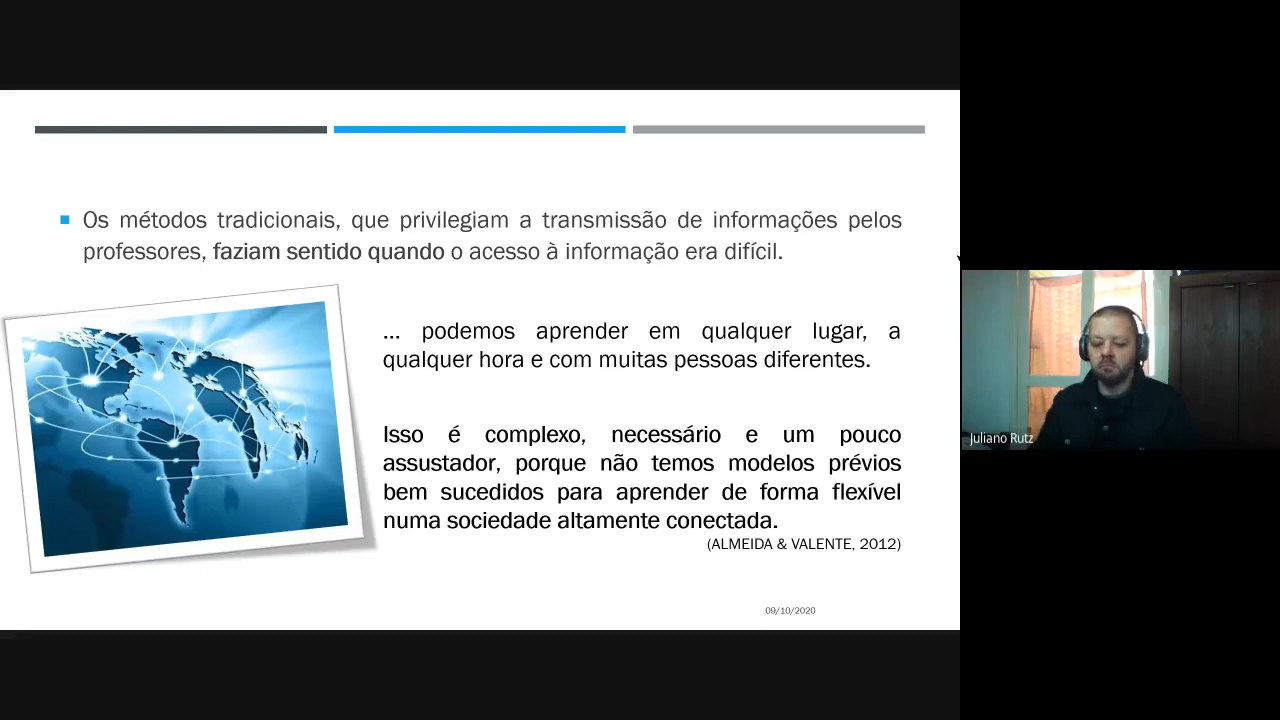 Os métodos tradicionais, que privilegiam a transmissão de informações pelos
professores, faziam sentido quando o acesso à informação era difícil.
... podemos aprender em qualquer lugar, a
qualquer hora e com muitas pessoas diferentes.
Isso é complexo, necessário e um pouco
assustador, porque não temos modelos prévios
bem sucedidos para aprender de forma flexível
numa sociedade altamente conectada.
(ALMEIDA & VALENTE, 2012)
09/10/2020
Juliano Rutz